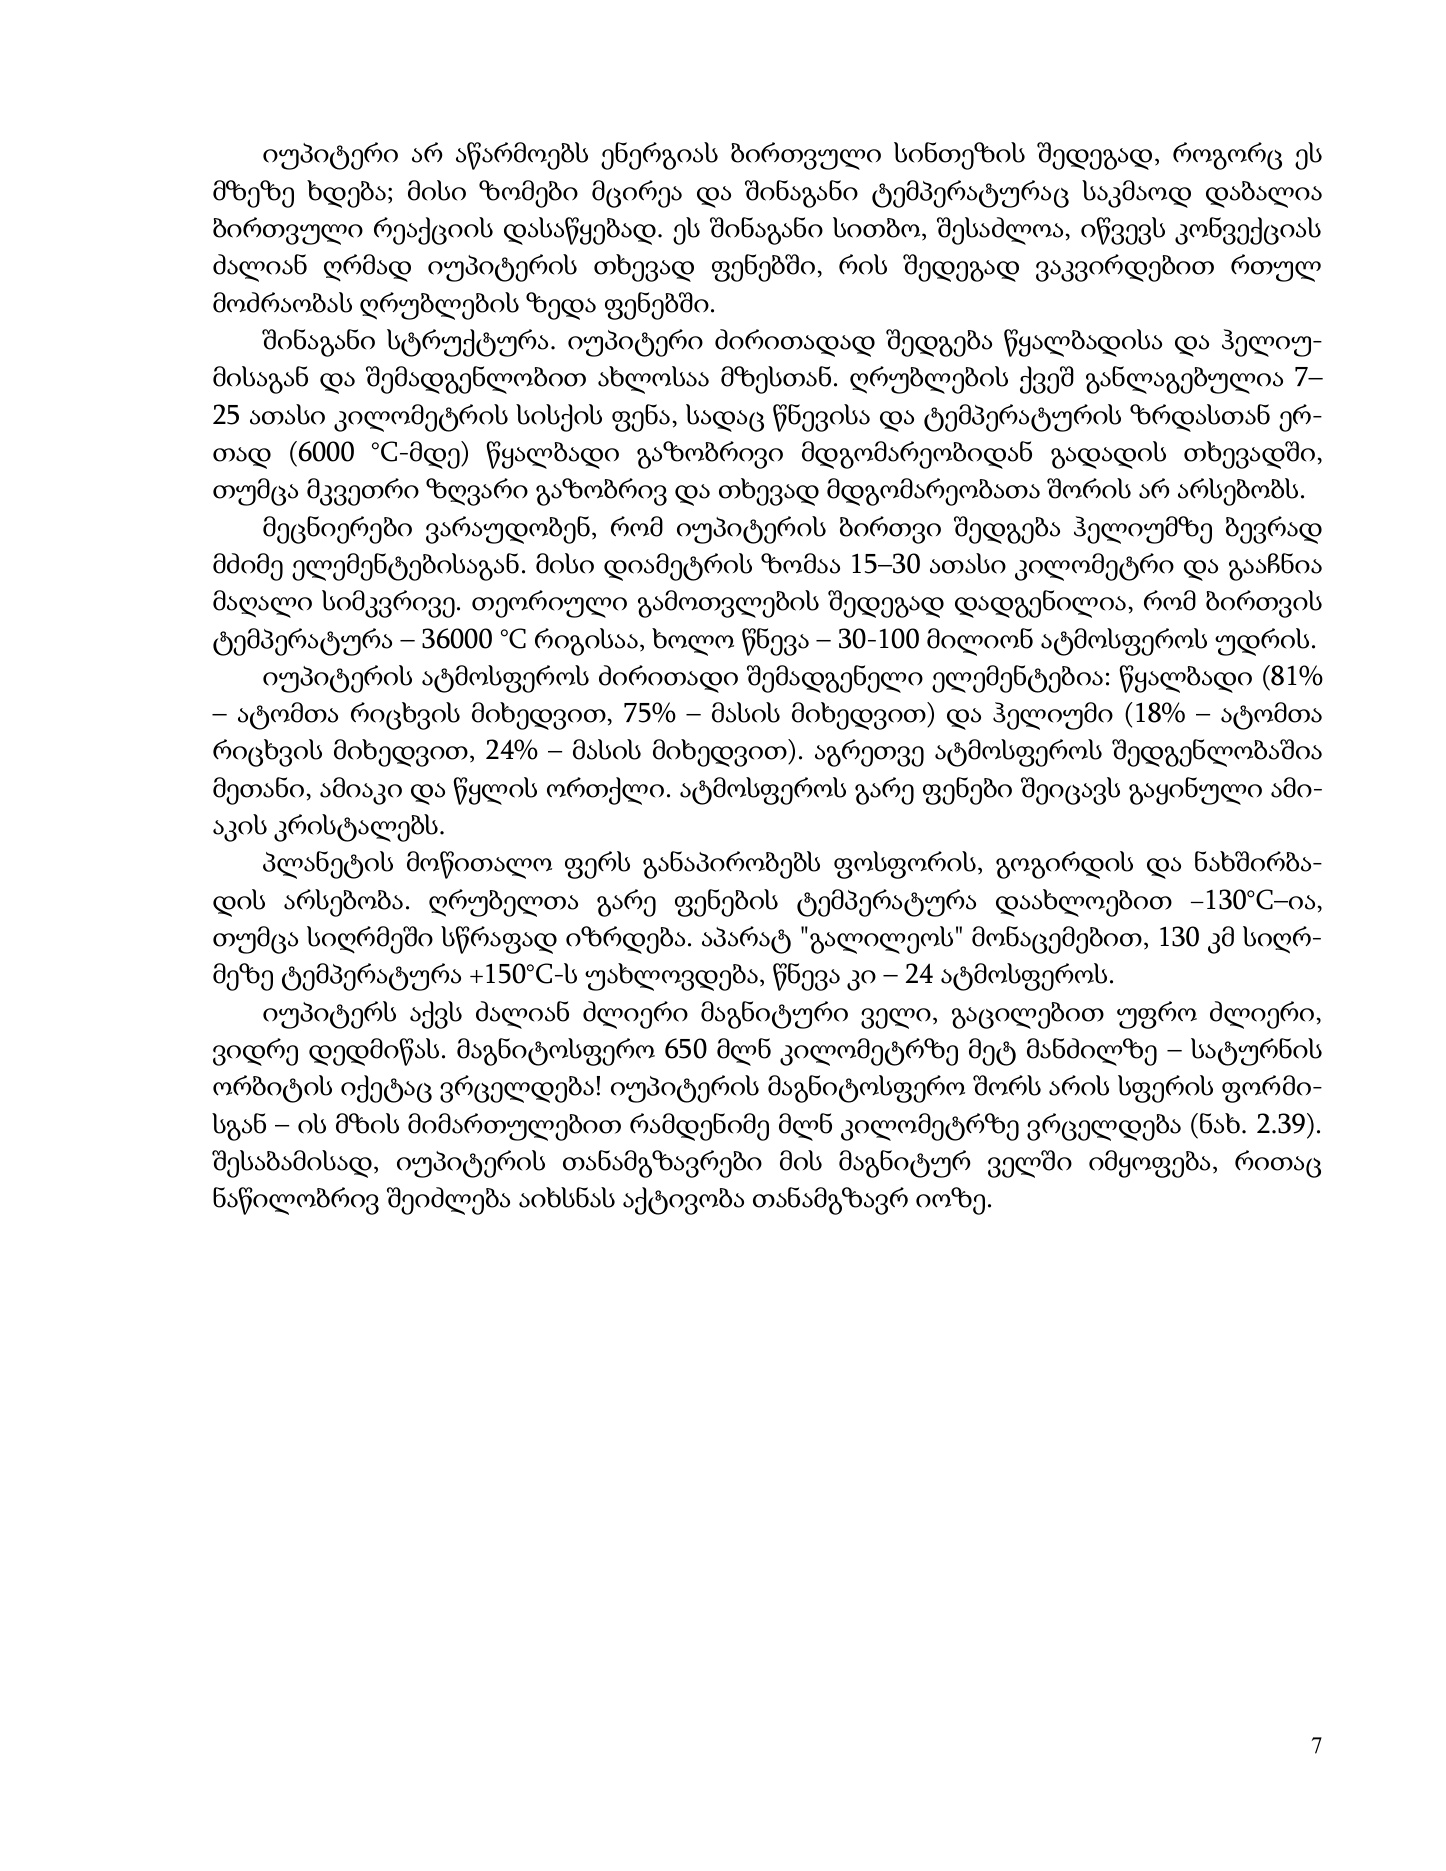 იუპიტერი არ აწარმოებს ენერგიას ბირთვული სინთეზის შედეგად, როგორც ეს
მზეზე ხდება; მისი ზომები მცირეა და შინაგანი ტემპერატურაც საკმაოდ დაბალია
ბირთვული რეაქციის დასაწყებად. ეს შინაგანი სითბო, შესაძლოა, იწვევს კონვექციას
ძალიან ღრმად იუპიტერის თხევად ფენებში, რის შედეგად ვაკვირდებით რთულ
მოძრაობას ღრუბლების ზედა ფენებში.
შინაგანი სტრუქტურა. იუპიტერი ძირითადად შედგება წყალბადისა და ჰელიუ-
მისაგან და შემადგენლობით ახლოსაა მზესთან. ღრუბლების ქვეშ განლაგებულია 7–
25 ათასი კილომეტრის სისქის ფენა, სადაც წნევისა და ტემპერატურის ზრდასთან ერ-
თად (6000 °C-მდე) წყალბადი გაზობრივი მდგომარეობიდან გადადის თხევადში,
თუმცა მკვეთრი ზღვარი გაზობრივ და თხევად მდგომარეობათა შორის არ არსებობს.
მეცნიერები ვარაუდობენ, რომ იუპიტერის ბირთვი შედგება ჰელიუმზე ბევრად
მძიმე ელემენტებისაგან. მისი დიამეტრის ზომაა 15–30 ათასი კილომეტრი და გააჩნია
მაღალი სიმკვრივე. თეორიული გამოთვლების შედეგად დადგენილია, რომ ბირთვის
ტემპერატურა – 36000 °C რიგისაა, ხოლო წნევა – 30-100 მილიონ ატმოსფეროს უდრის.
იუპიტერის ატმოსფეროს ძირითადი შემადგენელი ელემენტებია: წყალბადი (81%
– ატომთა რიცხვის მიხედვით, 75% – მასის მიხედვით) და ჰელიუმი (18% – ატომთა
რიცხვის მიხედვით, 24% – მასის მიხედვით). აგრეთვე ატმოსფეროს შედგენლობაშია
მეთანი, ამიაკი და წყლის ორთქლი. ატმოსფეროს გარე ფენები შეიცავს გაყინული ამი-
აკის კრისტალებს.
პლანეტის მოწითალო ფერს განაპირობებს ფოსფორის, გოგირდის და ნახშირბა-
დის არსებობა. ღრუბელთა გარე ფენების ტემპერატურა დაახლოებით –130°C–ია,
თუმცა სიღრმეში სწრაფად იზრდება. აპარატ "გალილეოს" მონაცემებით, 130 კმ სიღრ-
მეზე ტემპერატურა +150°C-ს უახლოვდება, წნევა კი – 24 ატმოსფეროს.
იუპიტერს აქვს ძალიან ძლიერი მაგნიტური ველი, გაცილებით უფრო ძლიერი,
ვიდრე დედმიწას. მაგნიტოსფერო 650 მლნ კილომეტრზე მეტ მანძილზე – სატურნის
ორბიტის იქეტაც ვრცელდება! იუპიტერის მაგნიტოსფერო შორს არის სფერის ფორმი-
სგან – ის მზის მიმართულებით რამდენიმე მლნ კილომეტრზე ვრცელდება (ნახ. 2.39).
შესაბამისად, იუპიტერის თანამგზავრები მის მაგნიტურ ველში იმყოფება, რითაც
ნაწილობრივ შეიძლება აიხსნას აქტივობა თანამგზავრ იოზე.
7